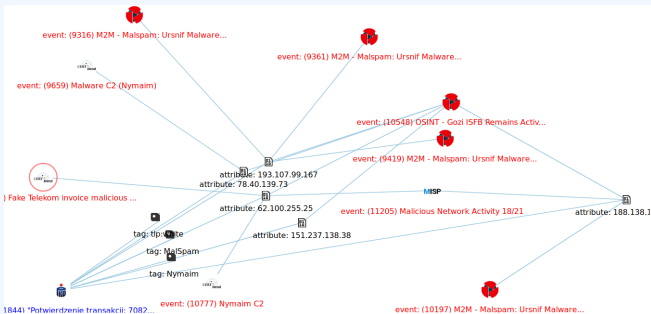 event: (9316) M2M - Malspam: Ursnif Malware...
event: (9361) M2M - Malspam: Ursnif Malware...
event: (9659) Malware C2 (Nymaim)
event: (10548) OSINT - Gozi ISFB Remains Activ...
event: (9419) M2M - Malspam: Ursnif Malware...
attribute: 193.107.99.167
attribute: 78.40.139.73
) Fake Telekom invoice malicious ...
MISP
attribute: 62.100.255.25
event: (11205) Malicious Network Activity 18/21
attribute: 188.138.1
tag: tlp:white
attribute: 151.237.138.38
tag: MalSpam
tag: Nymaim
event: (10777) Nymaim C2
1844) "Potwierdzenie transakcji: 7082...
event: (10197) M2M - Malspam: Ursnif Malware...